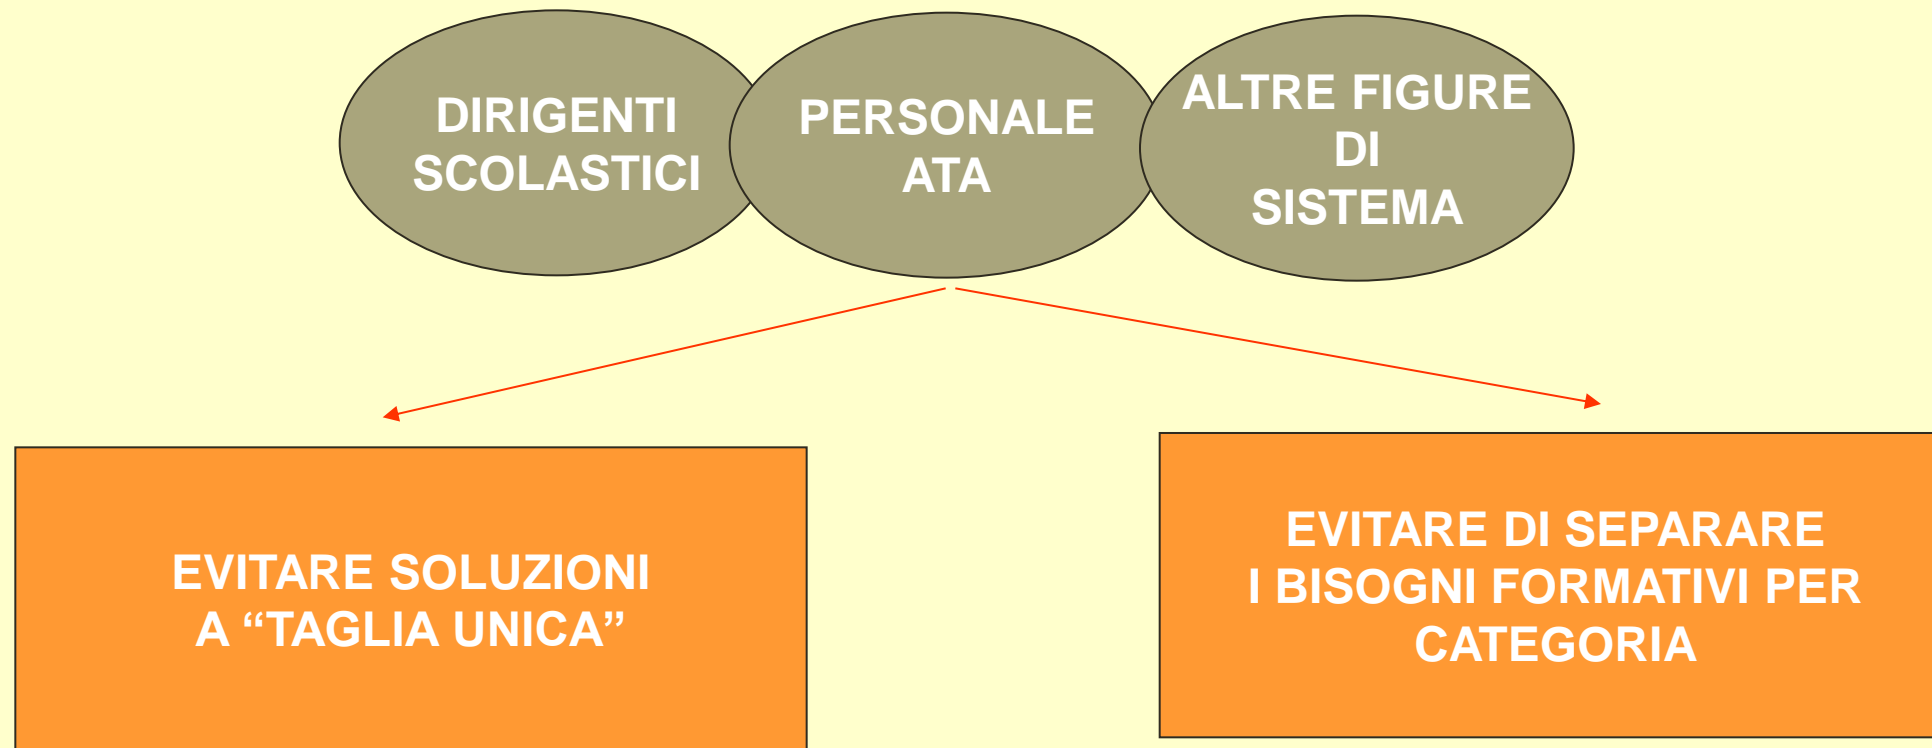 DIRIGENTI
SCOLASTICI
PERSONALE
ATA
ALTRE FIGURE
DI
SISTEMA
EVITARE SOLUZIONI
A “TAGLIA UNICA”
EVITARE DI SEPARARE
I BISOGNI FORMATIVI PER
CATEGORIA